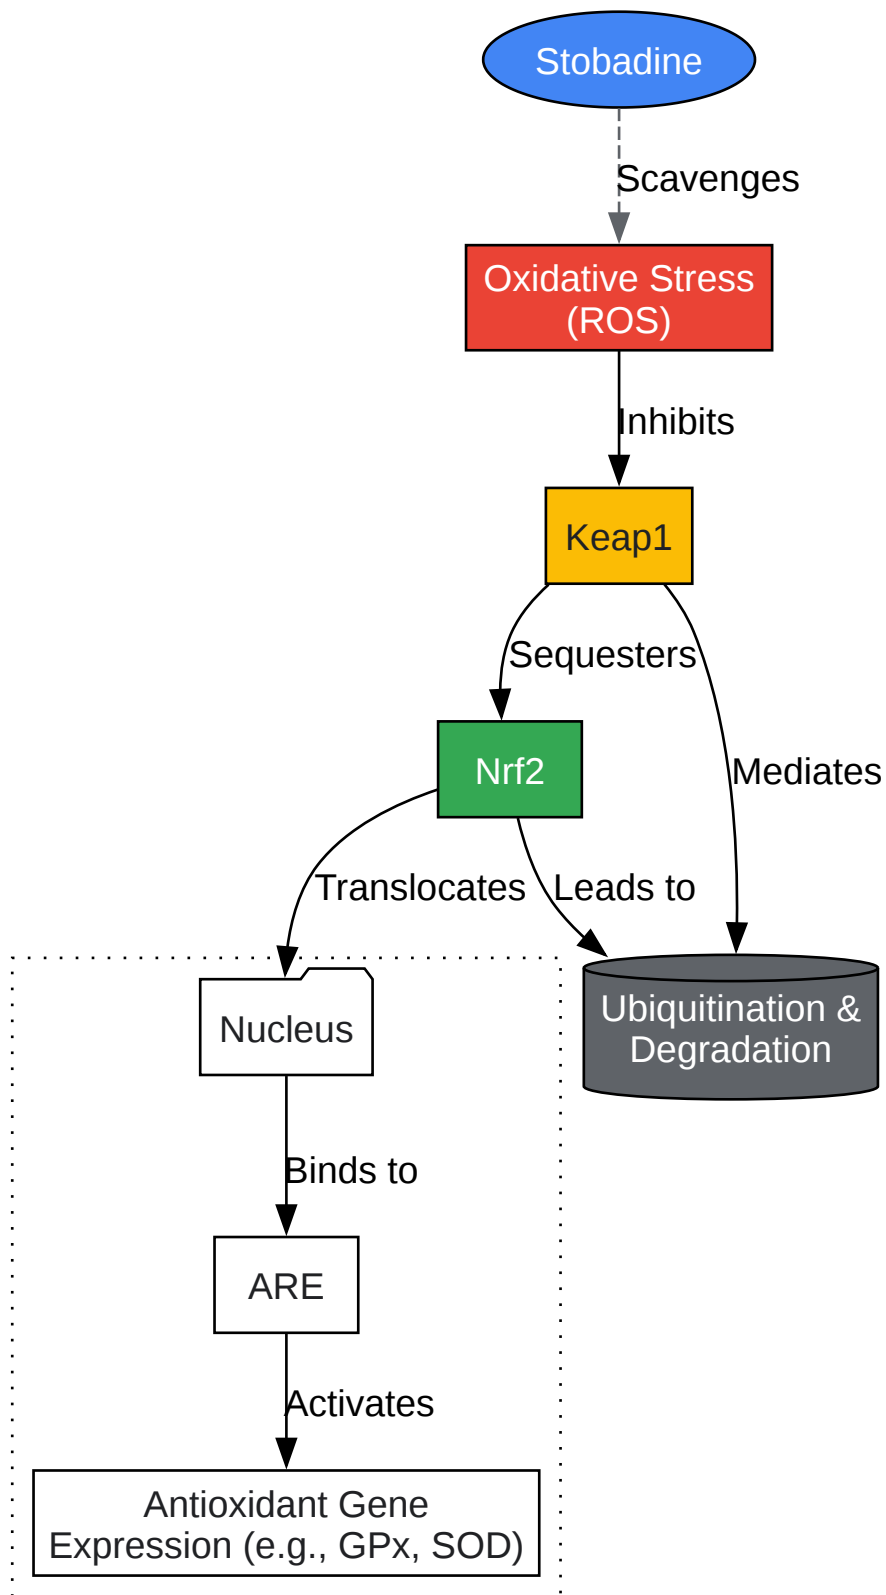 Stobadine
Scavenges
Oxidative Stress
(ROS)
Inhibits
Keap1
Sequesters
Nrf2
Mediates
Translocates
Leads to
Nucleus
Ubiquitination &
Degradation
Binds to
ARE
Activates
Antioxidant Gene
Expression (e.g., GPx, SOD)